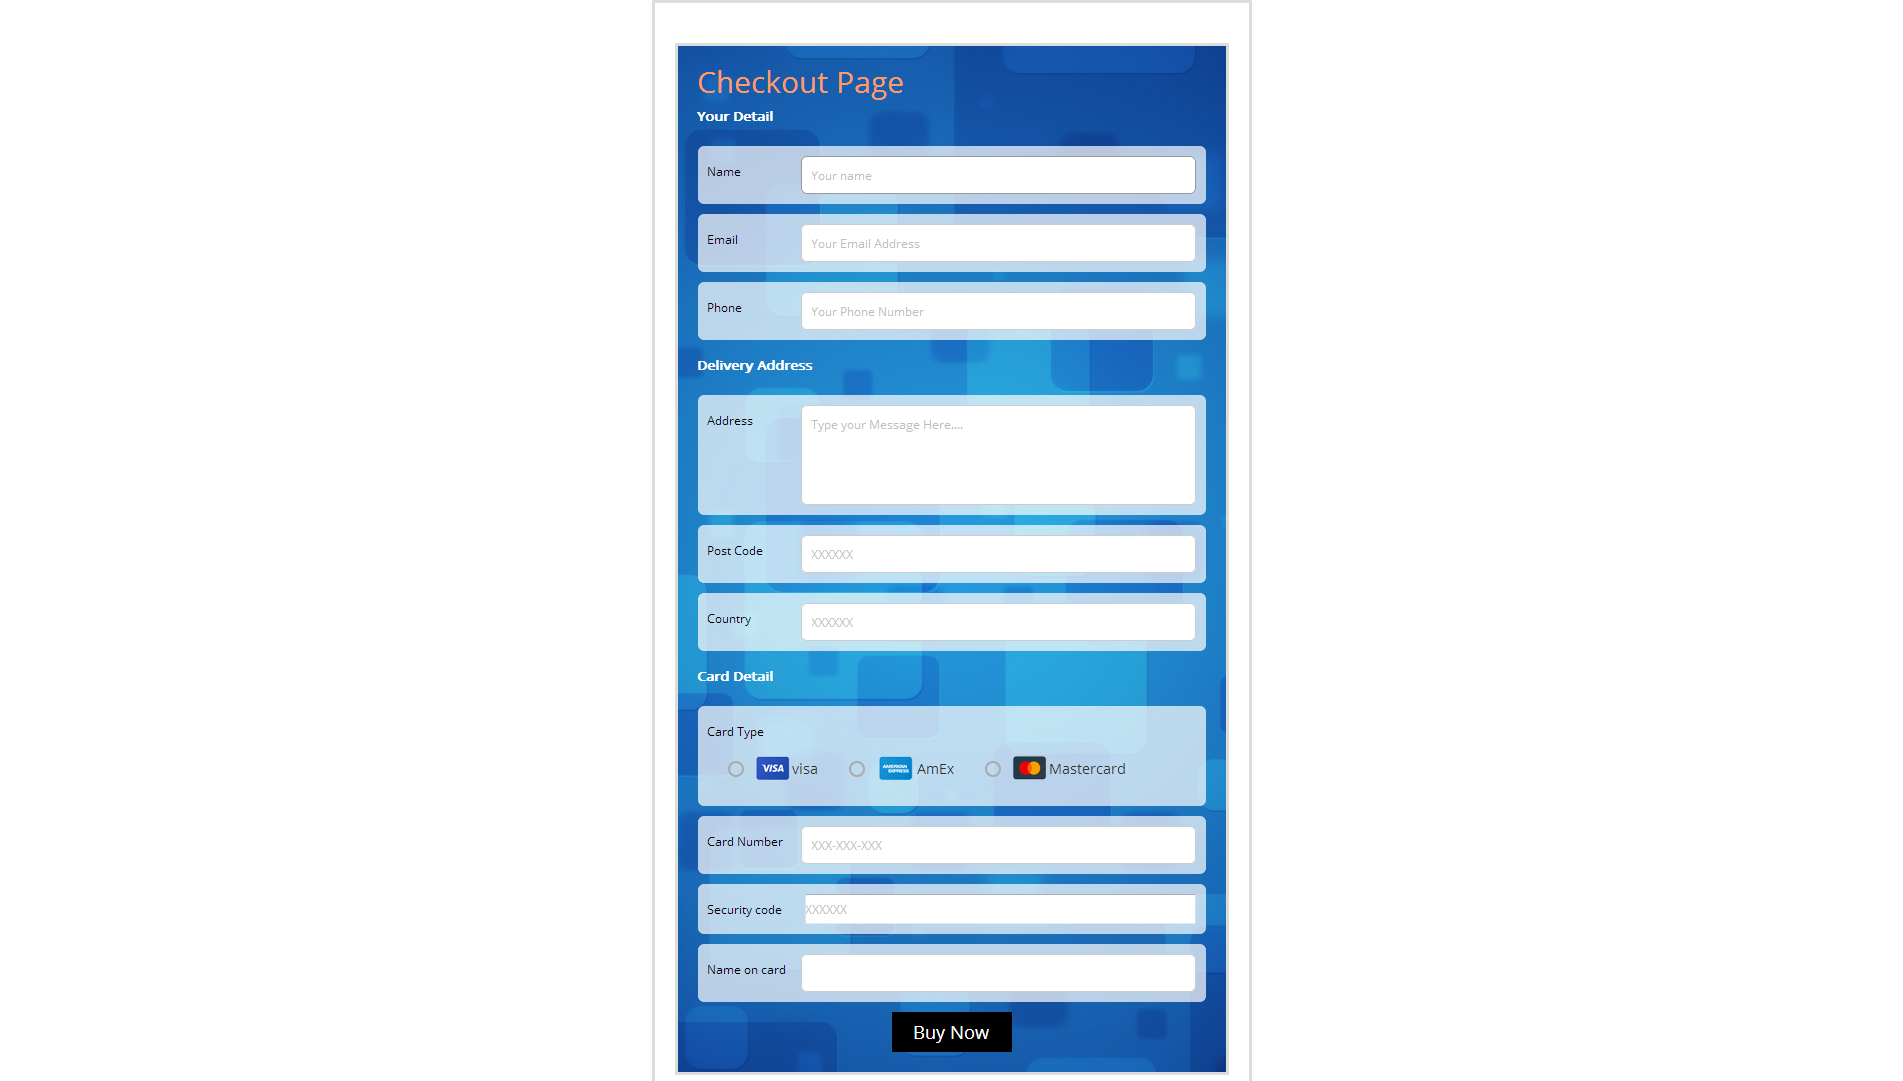 Checkout Page
Your Detail
Name
Your name
Email
Your Email Address
Phone
Your Phone Number
Delivery Address
Address
Type your Message Here....
Post Code
XXXXXX
Country
XXXXXX
Card Detail
Card Type
VISA visa AMERICAN EXPRESS AmEx Mastercard
Card Number
XXX-XXX-XXX
Security code
XXXXXX
Name on card
Buy Now